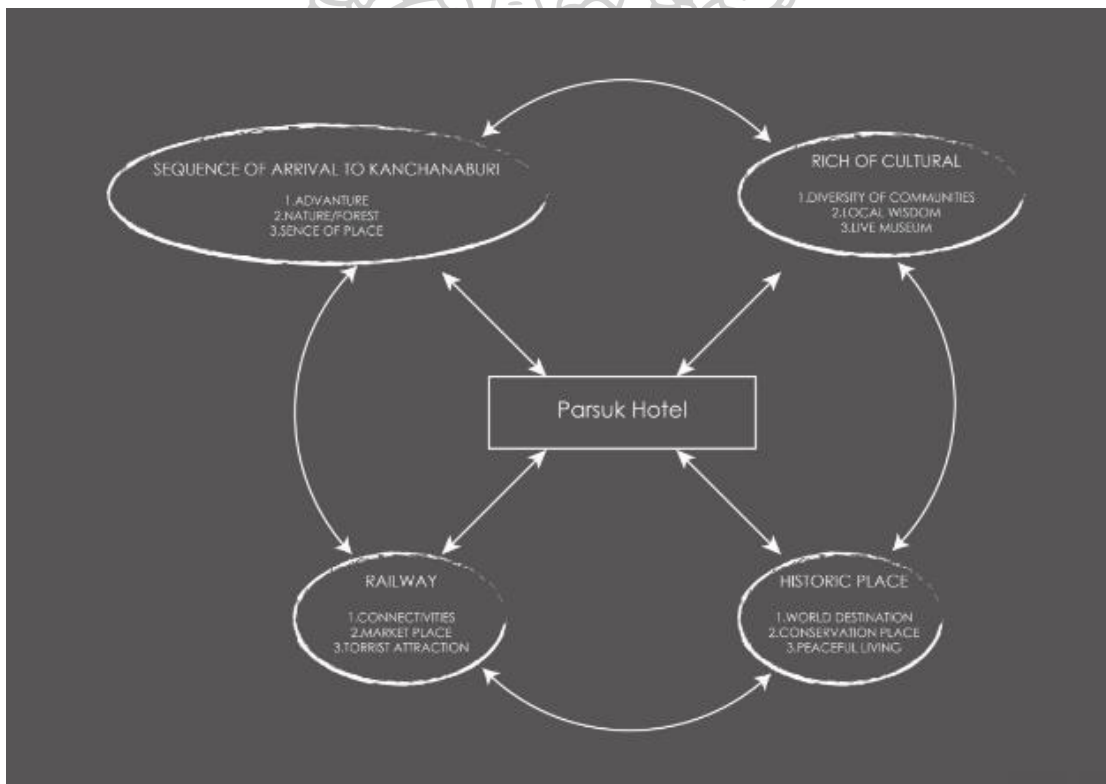 SEQUENCE OF ARRIVAL TO KANCHANABURI
1.ADVANTURE
2.NATURE/FOREST
3.SENCE OF PLACE
RICH OF CULTURAL
1.DIVERSITY OF COMMUNITIES
2.LOCAL WISDOM
3.LIVE MUSEUM
Parsuk Hotel
RAILWAY
1.CONNECTIVITIES
2.MARKET PLACE
3.TORRIST ATTRACTION
HISTORIC PLACE
1.WORLD DESTINATION
2.CONSERVATION PLACE
3.PEACEFUL LIVING